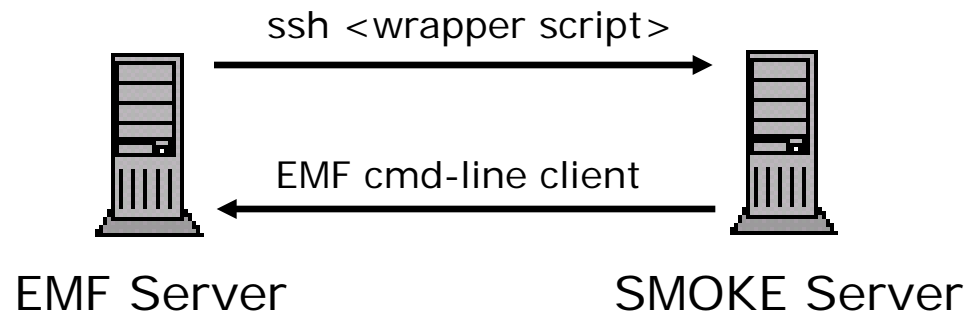 ssh <wrapper script>
EMF cmd-line client
EMF Server
SMOKE Server